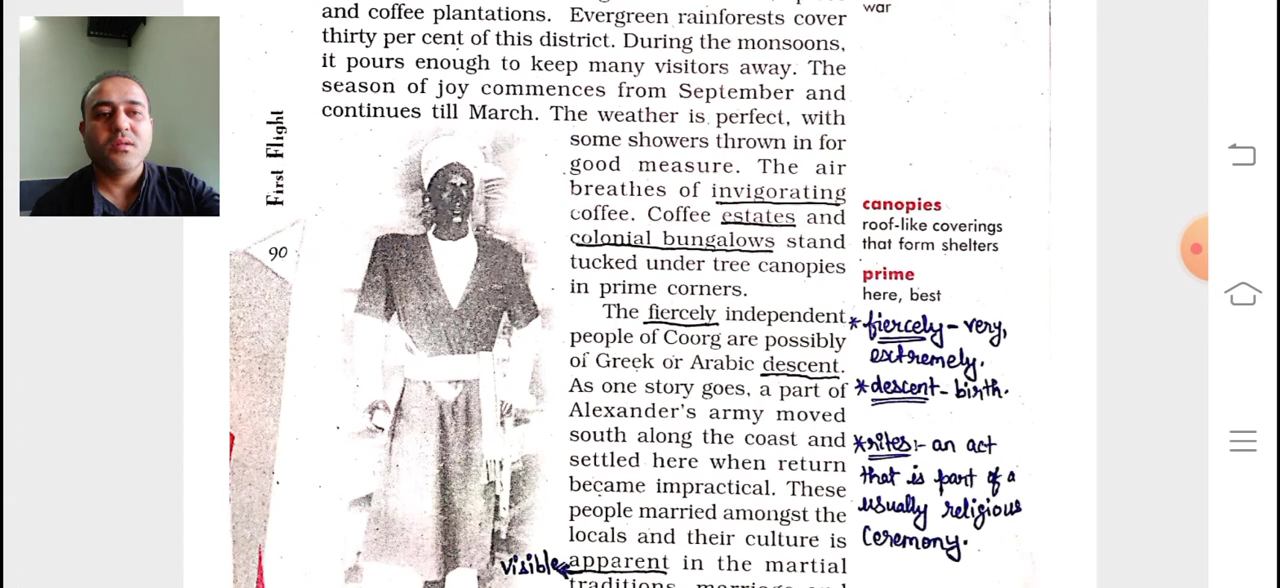 and coffee plantations. Evergreen rainforests cover
thirty per cent of this district. During the monsoons,
it pours enough to keep many visitors away. The
season of joy commences from September and
continues till March. The weather is perfect, with
some showers thrown in for
good measure. The air
breathes of invigorating
coffee. Coffee estates and
colonial bungalows stand
tucked under tree canopies
in prime corners.
The fiercely independent
people of Coorg are possibly
of Greek or Arabic descent.
As one story goes, a part of
Alexander's army moved
south along the coast and
settled here when return
became impractical. These
people married amongst the
locals and their culture is
apparent in the martial
traditions, marriage and
visible
war
canopies
roof-like coverings
that form shelters
prime
here, best
*fiercely - very,
extremely.
*descent - birth.
*rites :- an act
that is part of a
usually religious
ceremony.
First Flight
90